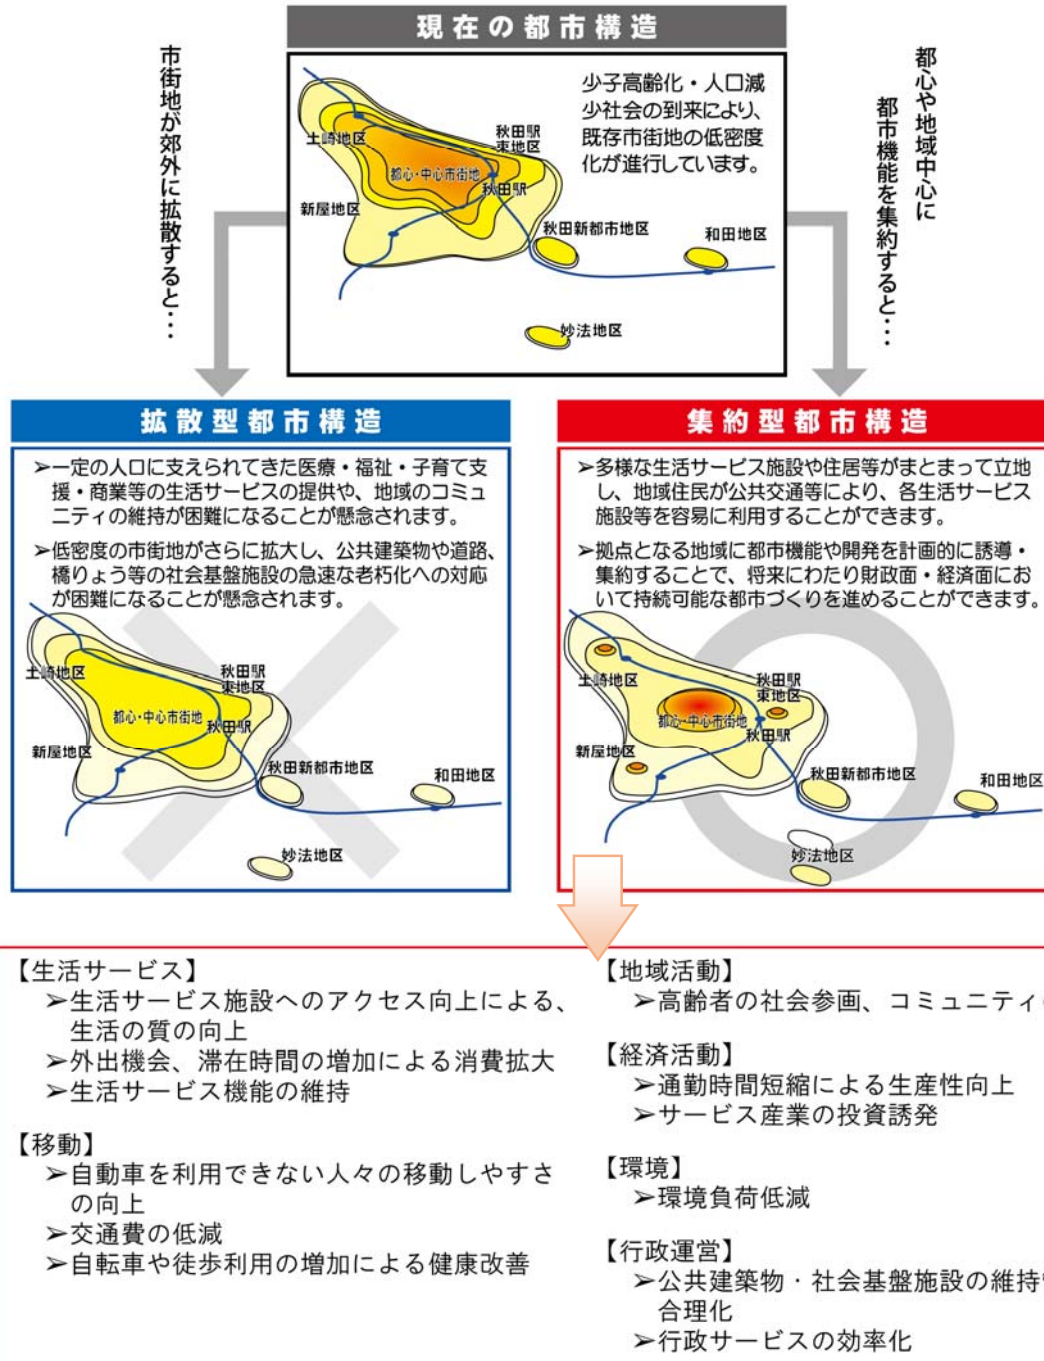 現在の都市構造
市街地が郊外に拡散すると・・・
都心や地域中心に
都市機能を集約すると・・・
少子高齢化・人口減
少社会の到来により、
既存市街地の低密度
化が進行しています。
土崎地区
秋田駅
東地区
都心・中心市街地
秋田駅
新屋地区
秋田新都市地区
和田地区
妙法地区
拡散型都市構造
➢一定の人口に支えられてきた医療・福祉・子育て支
援・商業等の生活サービスの提供や、地域のコミュ
ニティの維持が困難になることが懸念されます。
➢低密度の市街地がさらに拡大し、公共建築物や道路、
橋りょう等の社会基盤施設の急速な老朽化への対応
が困難になることが懸念されます。
土崎地区
秋田駅
東地区
都心・中心市街地
秋田駅
新屋地区
秋田新都市地区
和田地区
妙法地区
集約型都市構造
➢多様な生活サービス施設や住居等がまとまって立地
し、地域住民が公共交通等により、各生活サービス
施設等を容易に利用することができます。
➢拠点となる地域に都市機能や開発を計画的に誘導・
集約することで、将来にわたり財政面・経済面にお
いて持続可能な都市づくりを進めることができます。
土崎地区
秋田駅
東地区
都心・中心市街地
秋田駅
新屋地区
秋田新都市地区
和田地区
妙法地区
【生活サービス】
➢生活サービス施設へのアクセス向上による、
生活の質の向上
➢外出機会、滞在時間の増加による消費拡大
➢生活サービス機能の維持
【移動】
➢自動車を利用できない人々の移動しやすさ
の向上
➢交通費の低減
➢自転車や徒歩利用の増加による健康改善
【地域活動】
➢高齢者の社会参画、コミュニティ
【経済活動】
➢通勤時間短縮による生産性向上
➢サービス産業の投資誘発
【環境】
➢環境負荷低減
【行政運営】
➢公共建築物・社会基盤施設の維持
合理化
➢行政サービスの効率化